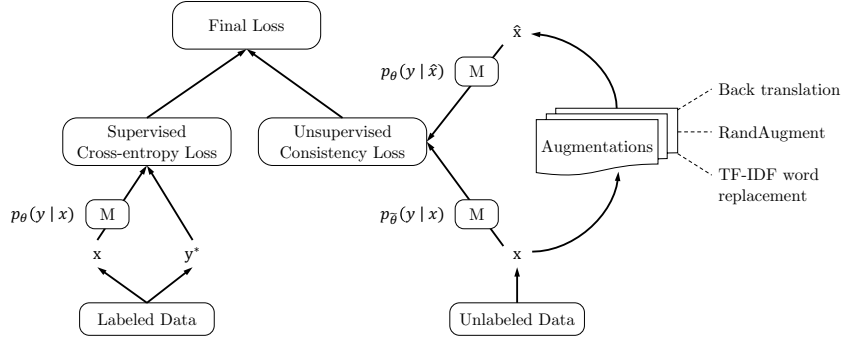 Final Loss
x̂
p_θ(y | x̂)
M
Back translation
Supervised
Cross-entropy Loss
Unsupervised
Consistency Loss
Augmentations
RandAugment
TF-IDF word
replacement
p_θ(y | x)
M
p_θ̃(y | x)
M
x
y*
x
Labeled Data
Unlabeled Data